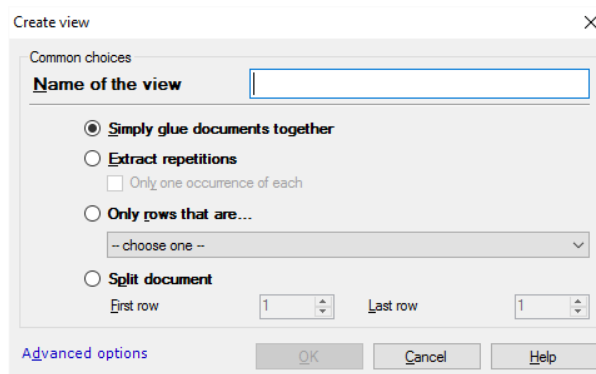 Create view
Common choices
Name of the view
Simply glue documents together
Extract repetitions
Only one occurrence of each
Only rows that are...
-- choose one --
Split document
First row 1 Last row 1
Advanced options OK Cancel Help